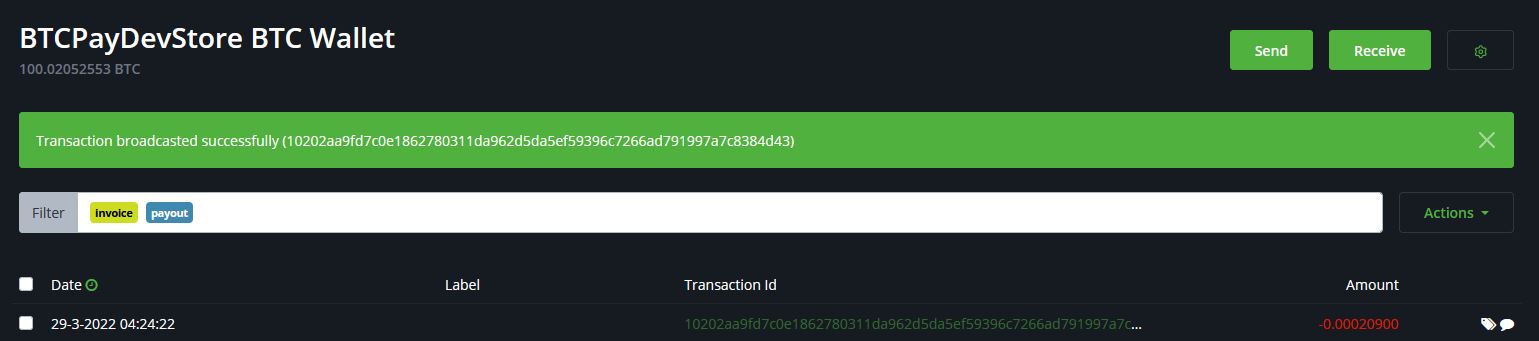 BTCPayDevStore BTC Wallet
100.02052553 BTC
Send
Receive
Transaction broadcasted successfully (10202aa9fd7c0e1862780311da962d5da5ef59396c7266ad791997a7c8384d43)
Filter invoice payout
Actions
Date Label Transaction Id Amount
29-3-2022 04:24:22 10202aa9fd7c0e1862780311da962d5da5ef59396c7266ad791997a7c... -0.00020900